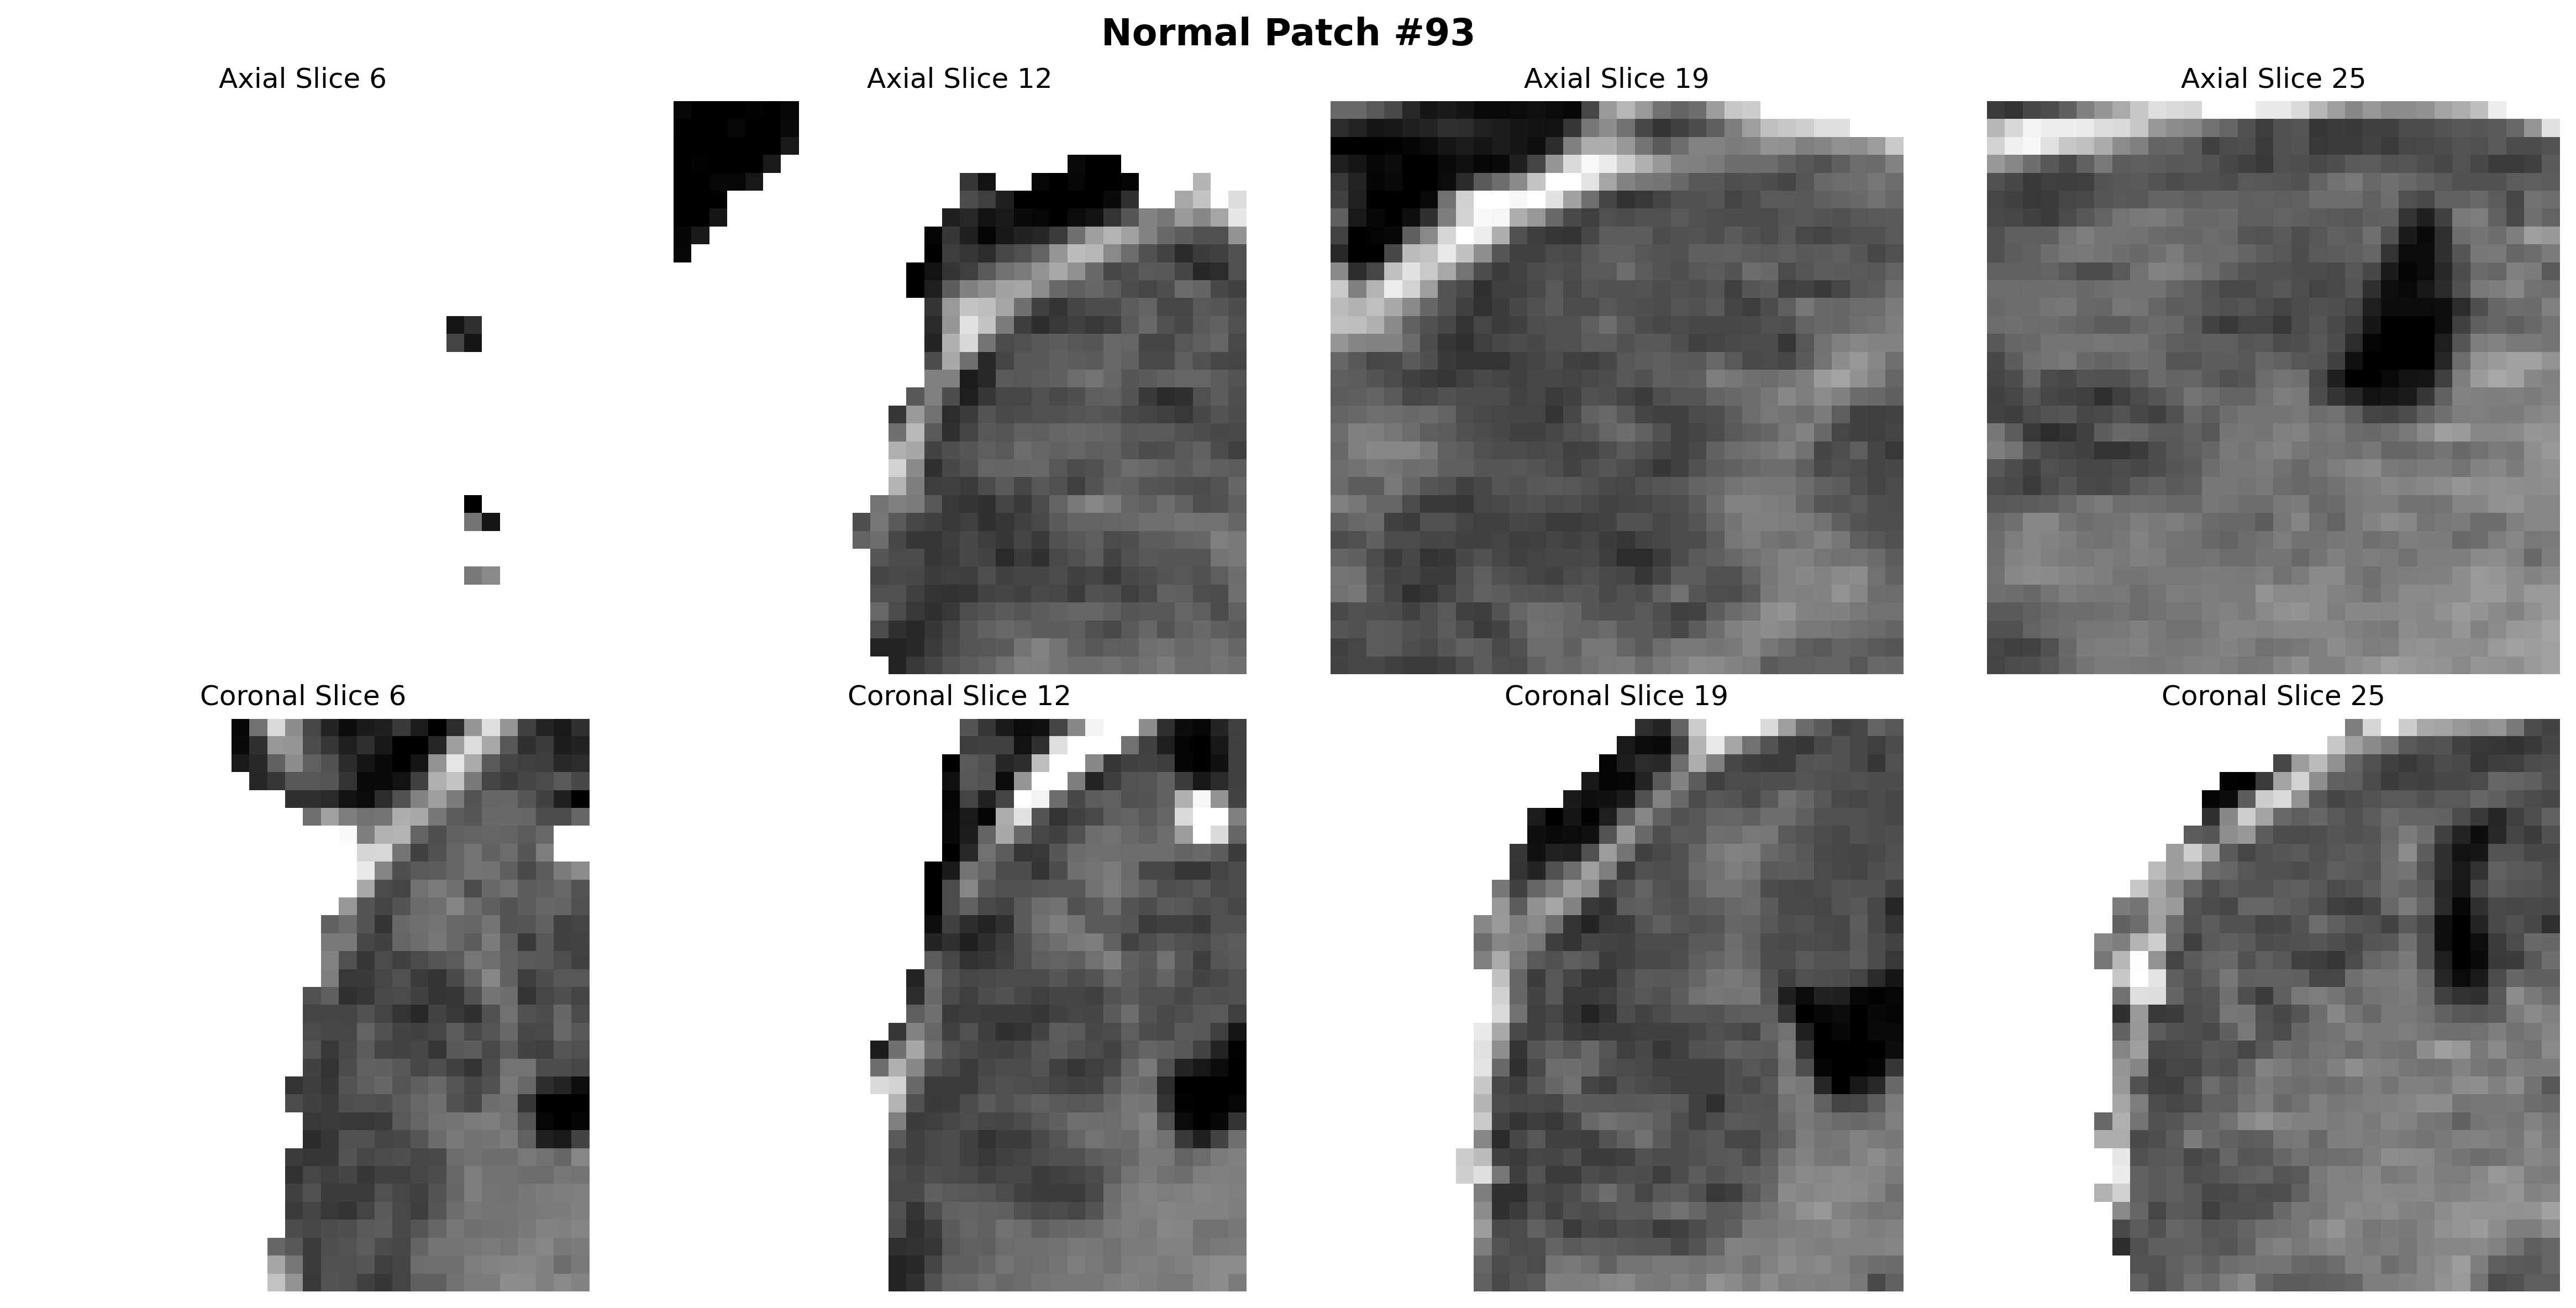 Normal Patch #93
Axial Slice 6
Axial Slice 12
Axial Slice 19
Axial Slice 25
Coronal Slice 6
Coronal Slice 12
Coronal Slice 19
Coronal Slice 25